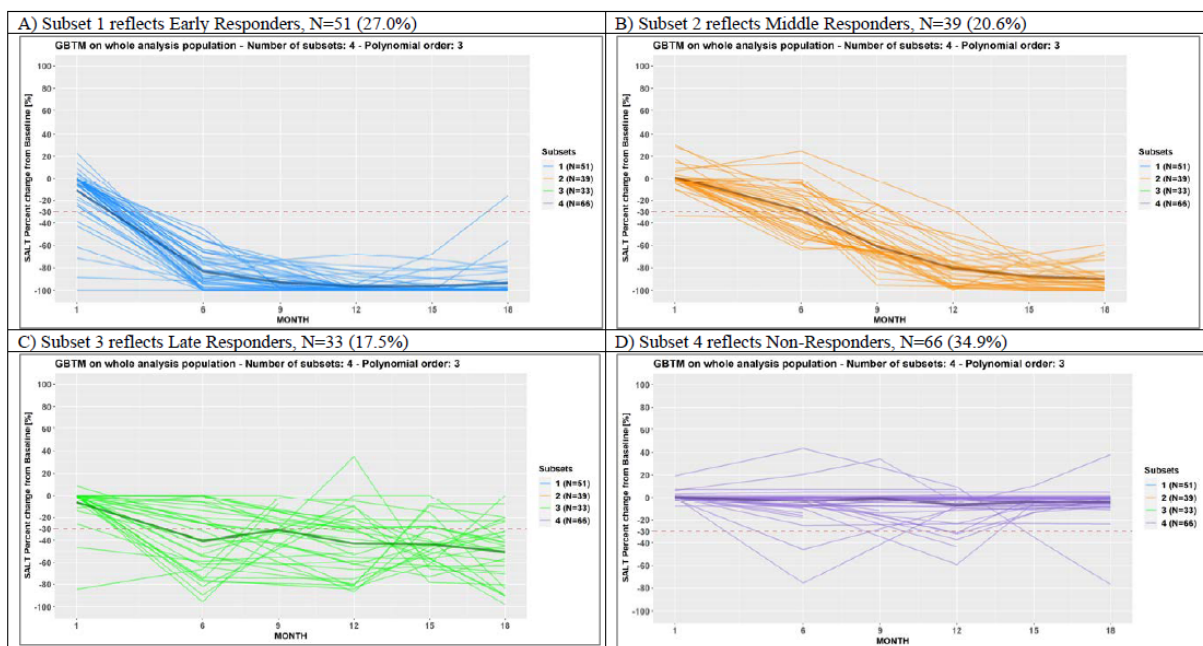 A) Subset 1 reflects Early Responders, N=51 (27.0%)
GBTM on whole analysis population - Number of subsets: 4 - Polynomial order: 3
SALT Percent change from Baseline [%]
100
80
60
40
20
0
-20
-30
-40
-60
-80
-100
1
6
9
12
15
18
MONTH
Subsets
1 (N=51)
2 (N=39)
3 (N=33)
4 (N=66)
B) Subset 2 reflects Middle Responders, N=39 (20.6%)
GBTM on whole analysis population - Number of subsets: 4 - Polynomial order: 3
SALT Percent change from Baseline [%]
100
80
60
40
20
0
-20
-30
-40
-60
-80
-100
1
6
9
12
15
18
MONTH
Subsets
1 (N=51)
2 (N=39)
3 (N=33)
4 (N=66)
C) Subset 3 reflects Late Responders, N=33 (17.5%)
GBTM on whole analysis population - Number of subsets: 4 - Polynomial order: 3
SALT Percent change from Baseline [%]
100
80
60
40
20
0
-20
-30
-40
-60
-80
-100
1
6
9
12
15
18
MONTH
Subsets
1 (N=51)
2 (N=39)
3 (N=33)
4 (N=66)
D) Subset 4 reflects Non-Responders, N=66 (34.9%)
GBTM on whole analysis population - Number of subsets: 4 - Polynomial order: 3
SALT Percent change from Baseline [%]
100
80
60
40
20
0
-20
-30
-40
-60
-80
-100
1
6
9
12
15
18
MONTH
Subsets
1 (N=51)
2 (N=39)
3 (N=33)
4 (N=66)